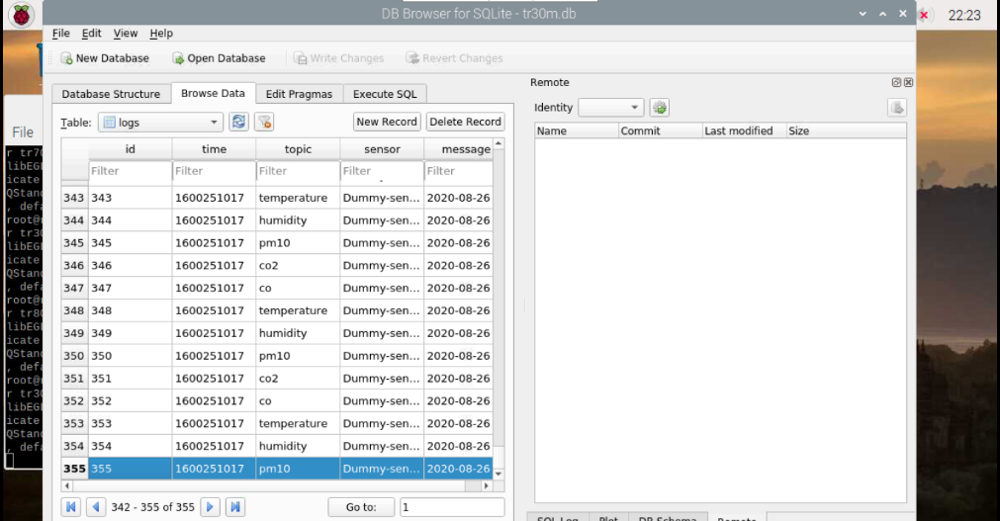 DB Browser for SQLite - tr30m.db
22:23
File Edit View Help
New Database Open Database Write Changes Revert Changes
Database Structure Browse Data Edit Pragmas Execute SQL
Table: logs New Record Delete Record
id time topic sensor message
Filter Filter Filter Filter Filter
343 343 1600251017 temperature Dummy-sen... 2020-08-26
344 344 1600251017 humidity Dummy-sen... 2020-08-26
345 345 1600251017 pm10 Dummy-sen... 2020-08-26
346 346 1600251017 co2 Dummy-sen... 2020-08-26
347 347 1600251017 co Dummy-sen... 2020-08-26
348 348 1600251017 temperature Dummy-sen... 2020-08-26
349 349 1600251017 humidity Dummy-sen... 2020-08-26
350 350 1600251017 pm10 Dummy-sen... 2020-08-26
351 351 1600251017 co2 Dummy-sen... 2020-08-26
352 352 1600251017 co Dummy-sen... 2020-08-26
353 353 1600251017 temperature Dummy-sen... 2020-08-26
354 354 1600251017 humidity Dummy-sen... 2020-08-26
355 355 1600251017 pm10 Dummy-sen... 2020-08-26
342 - 355 of 355 Go to: 1
Remote
Identity
Name Commit Last modified Size
SQL Log Plot DB Schema Remote
File
r tr70
libEGL
icate
QStand
, defa
root@r
r tr30
libEGL
icate
QStand
, defa
root@r
r tr80
libEGL
icate
QStand
, defa
root@r
r tr30
libEGL
icate
QStand
, defa